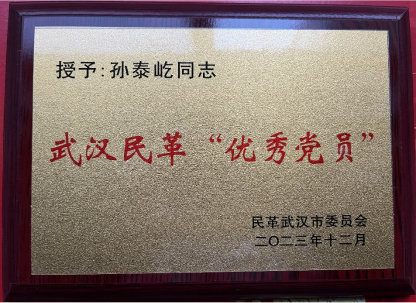 授予:孙泰屹同志
武汉民革“优秀党员”
民革武汉市委员会
二〇二三年十二月